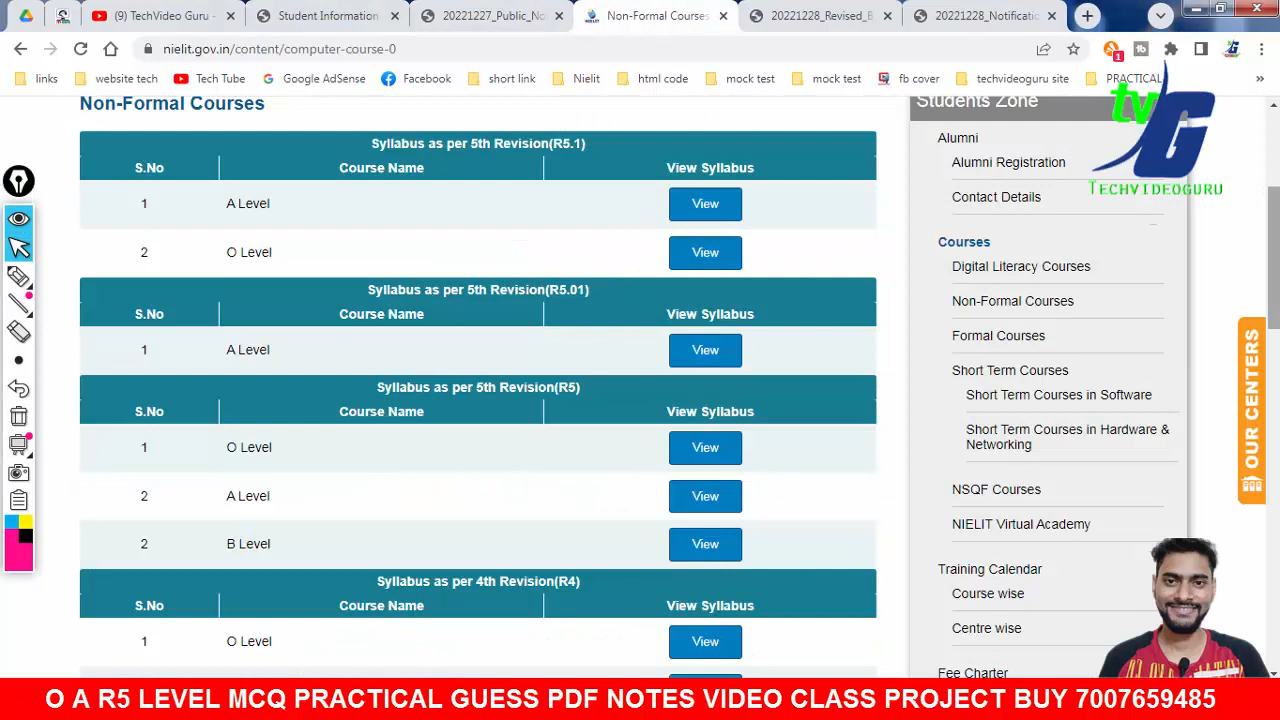 (9) TechVideo Guru -
Student Information
20221227_Public_No
Non-Formal Courses
20221228_Revised_B
20221228_Notificatio
nielit.gov.in/content/computer-course-0
1
links
website tech
Tech Tube
Google AdSense
Facebook
short link
Nielit
html code
mock test
mock test
fb cover
techvideoguru site
PRACTICAL
»
Non-Formal Courses
Syllabus as per 5th Revision(R5.1)
S.No Course Name View Syllabus
1 A Level View
2 O Level View
Syllabus as per 5th Revision(R5.01)
S.No Course Name View Syllabus
1 A Level View
Syllabus as per 5th Revision(R5)
S.No Course Name View Syllabus
1 O Level View
2 A Level View
2 B Level View
Syllabus as per 4th Revision(R4)
S.No Course Name View Syllabus
1 O Level View
Students Zone
Alumni
Alumni Registration
Contact Details
Courses
Digital Literacy Courses
Non-Formal Courses
Formal Courses
Short Term Courses
Short Term Courses in Software
Short Term Courses in Hardware &
Networking
NSQF Courses
NIELIT Virtual Academy
Training Calendar
Course wise
Centre wise
Fee Charter
tvG
TECHVIDEOGURU
OUR CENTERS
O A R5 LEVEL MCQ PRACTICAL GUESS PDF NOTES VIDEO CLASS PROJECT BUY 7007659485